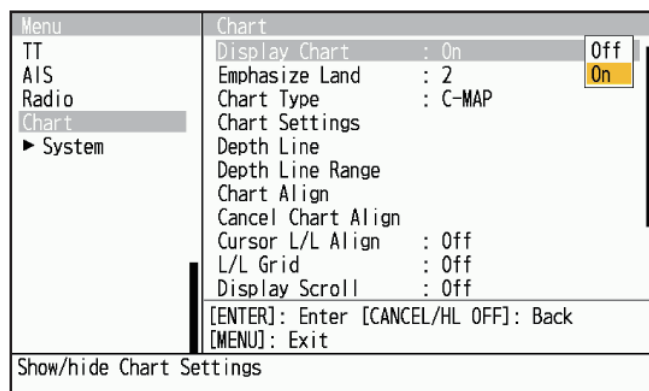 Menu
TT
AIS
Radio
Chart
► System
Chart
Display Chart : On
Off
On
Emphasize Land : 2
Chart Type : C-MAP
Chart Settings
Depth Line
Depth Line Range
Chart Align
Cancel Chart Align
Cursor L/L Align : Off
L/L Grid : Off
Display Scroll : Off
[ENTER]: Enter [CANCEL/HL OFF]: Back
[MENU]: Exit
Show/hide Chart Settings